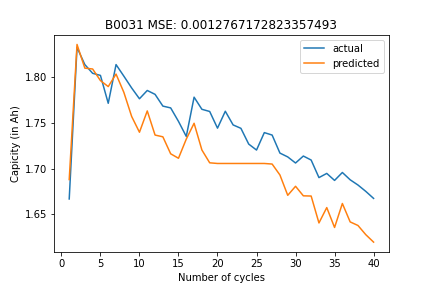 B0031 MSE: 0.0012767172823357493
actual
predicted
Capicity (in Ah)
1.80
1.75
1.70
1.65
0 5 10 15 20 25 30 35 40
Number of cycles